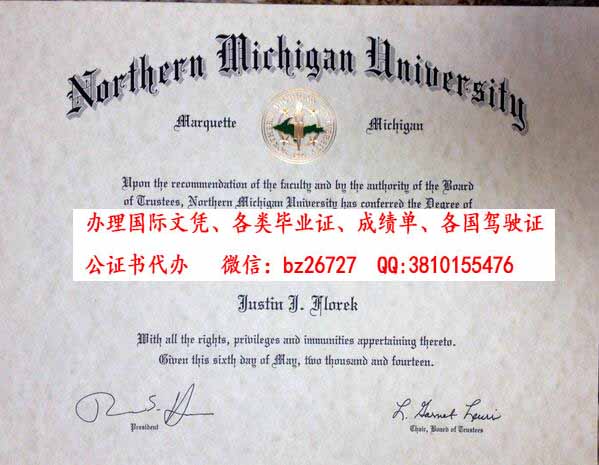 Northern Michigan University
Marquette Michigan
Upon the recommendation of the faculty and by the authority of the Board
of Trustees, Northern Michigan University has conferred the Degree of
办理国际文凭、各类毕业证、成绩单、各国驾驶证
公证书代办 微信：bz26727 QQ:3810155476
Justin J. Florek
With all the rights, privileges and immunities appertaining thereto.
Given this sixth day of May, two thousand and fourteen.
President
Chair, Board of Trustees